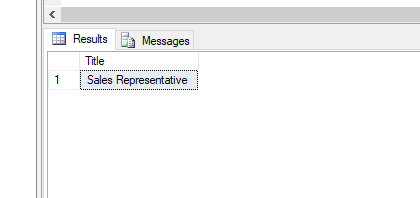 Results Messages
Title
1 Sales Representative